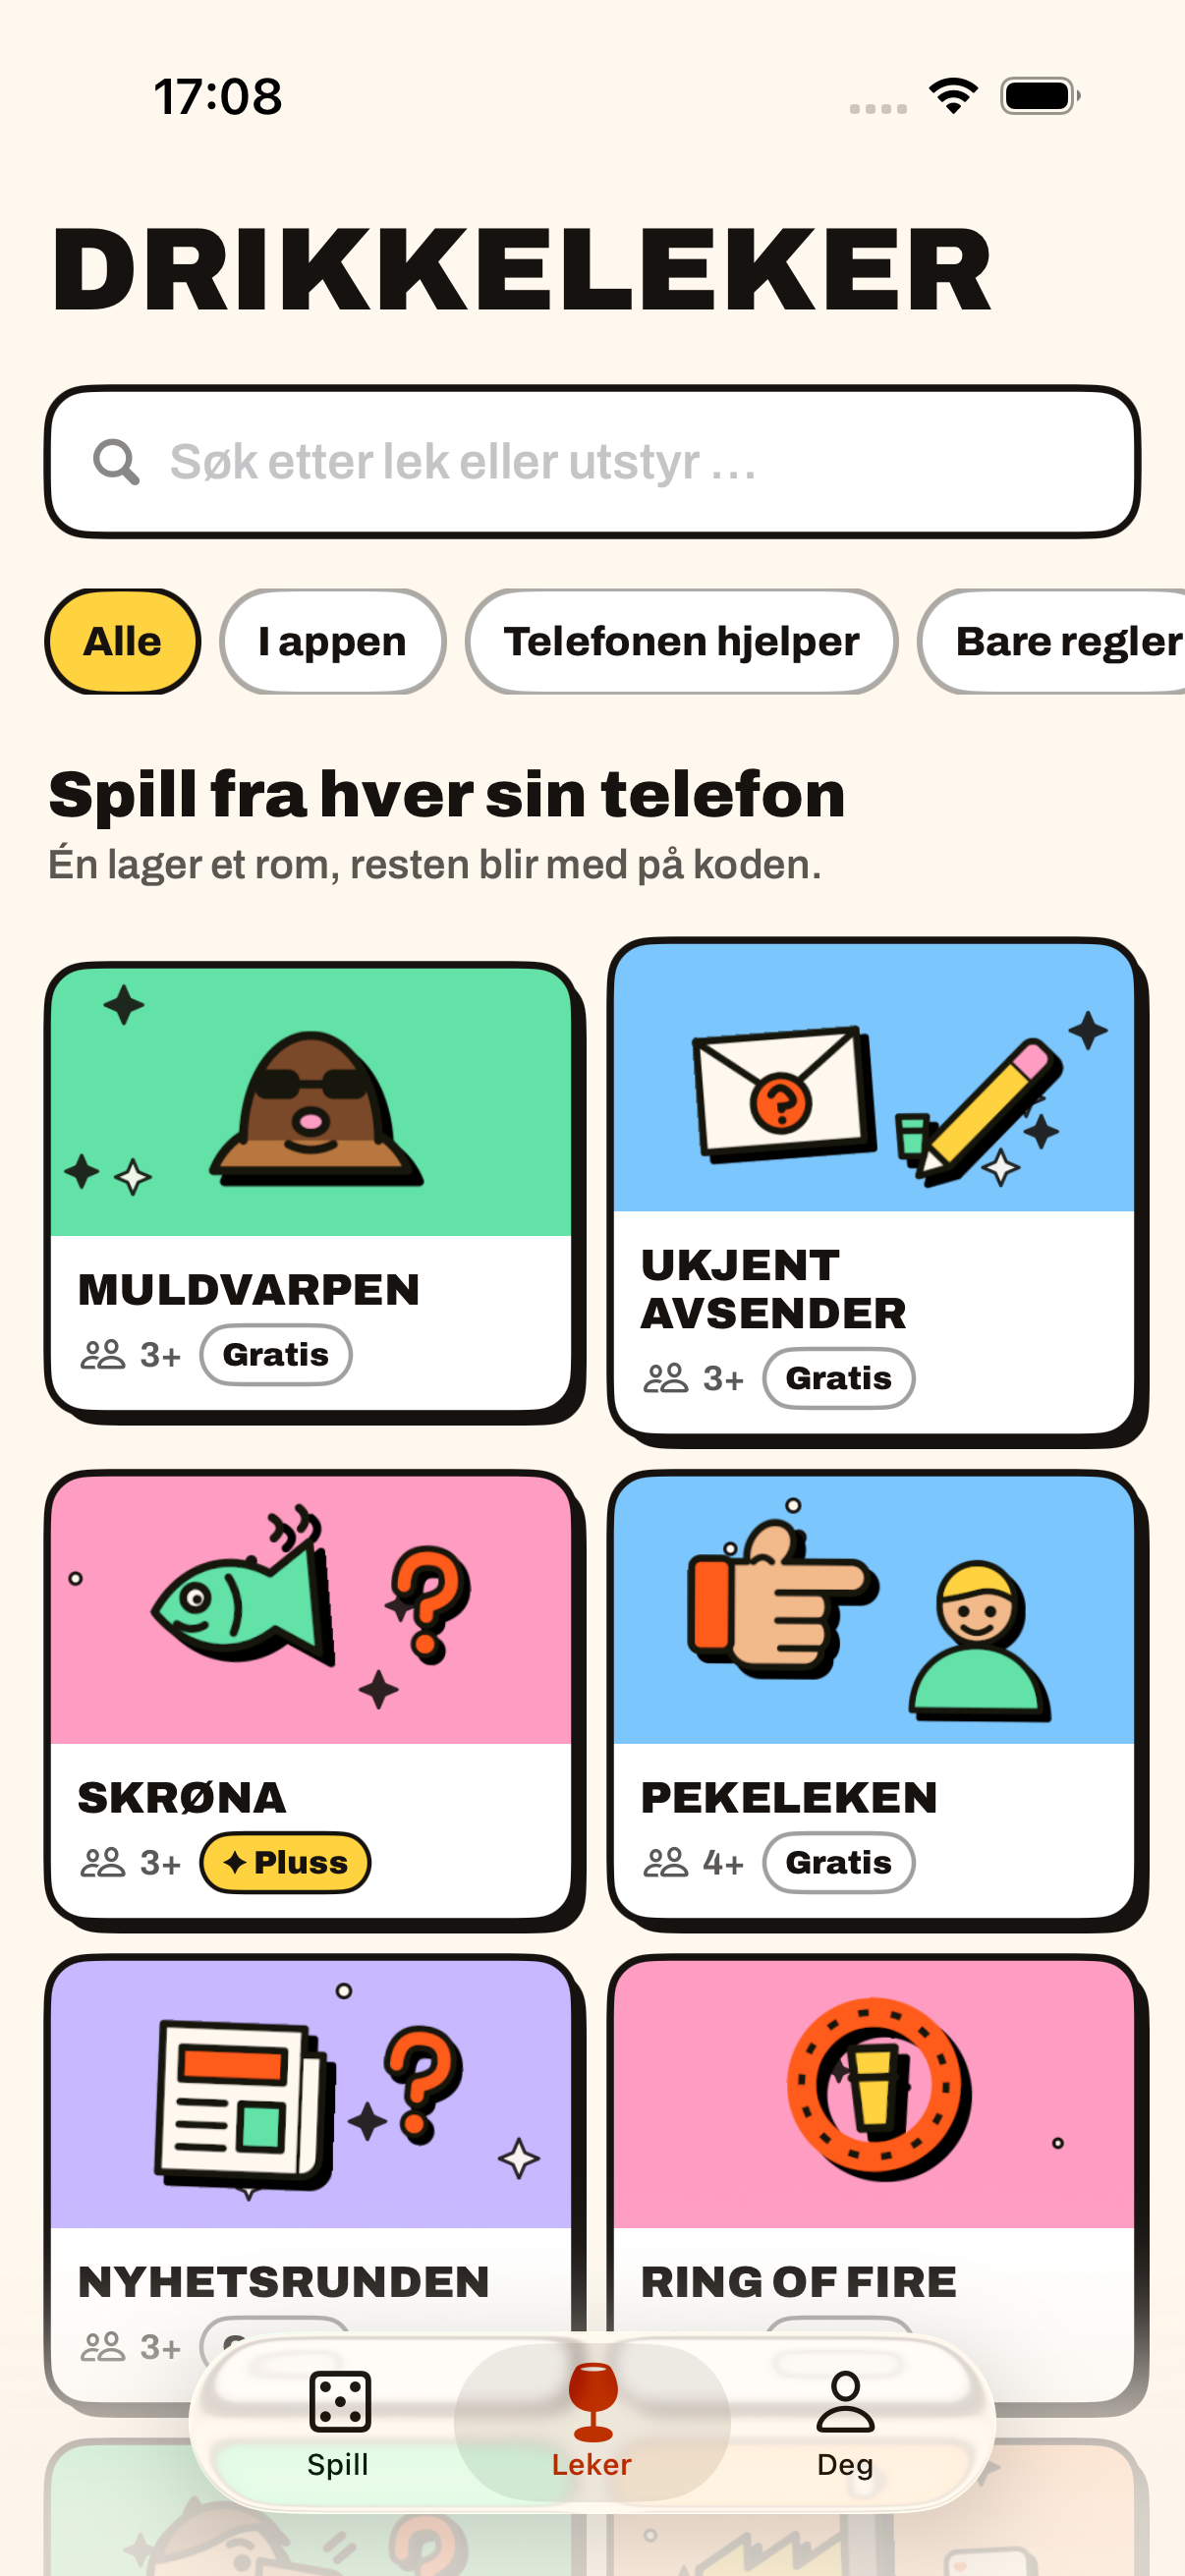 17:08
DRIKKELEKER
Søk etter lek eller utstyr ...
Alle
I appen
Telefonen hjelper
Bare regler
Spill fra hver sin telefon
Én lager et rom, resten blir med på koden.
MULDVARPEN
3+ Gratis
UKJENT
AVSENDER
3+ Gratis
SKRØNA
3+ Pluss
PEKELEKEN
4+ Gratis
NYHETSRUNDEN
3+
RING OF FIRE
Spill
Leker
Deg